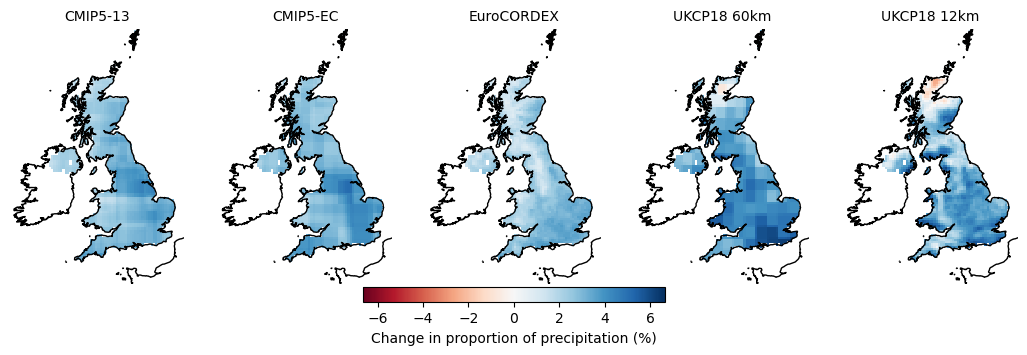 CMIP5-13 CMIP5-EC EuroCORDEX UKCP18 60km UKCP18 12km
−6 −4 −2 0 2 4 6
Change in proportion of precipitation (%)